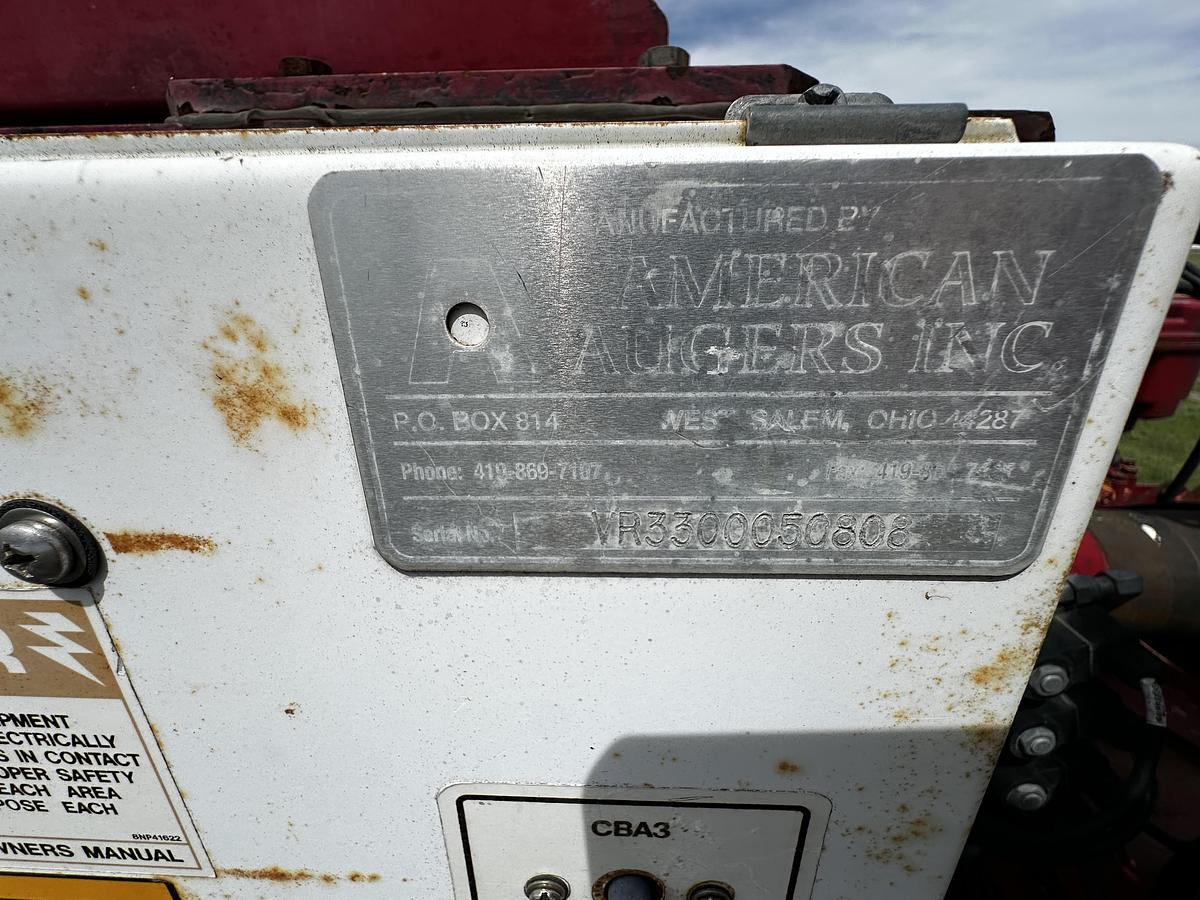 MANUFACTURED BY
AMERICAN
AUGERS INC.
P.O. BOX 814 WEST SALEM, OHIO 44287
Phone: 419-869-7107
Serial No. VR3300050808
R
PMENT
ECTRICALLY
S IN CONTACT
OPER SAFETY
EACH AREA
POSE EACH
BNP41622
WNERS MANUAL
CBA3